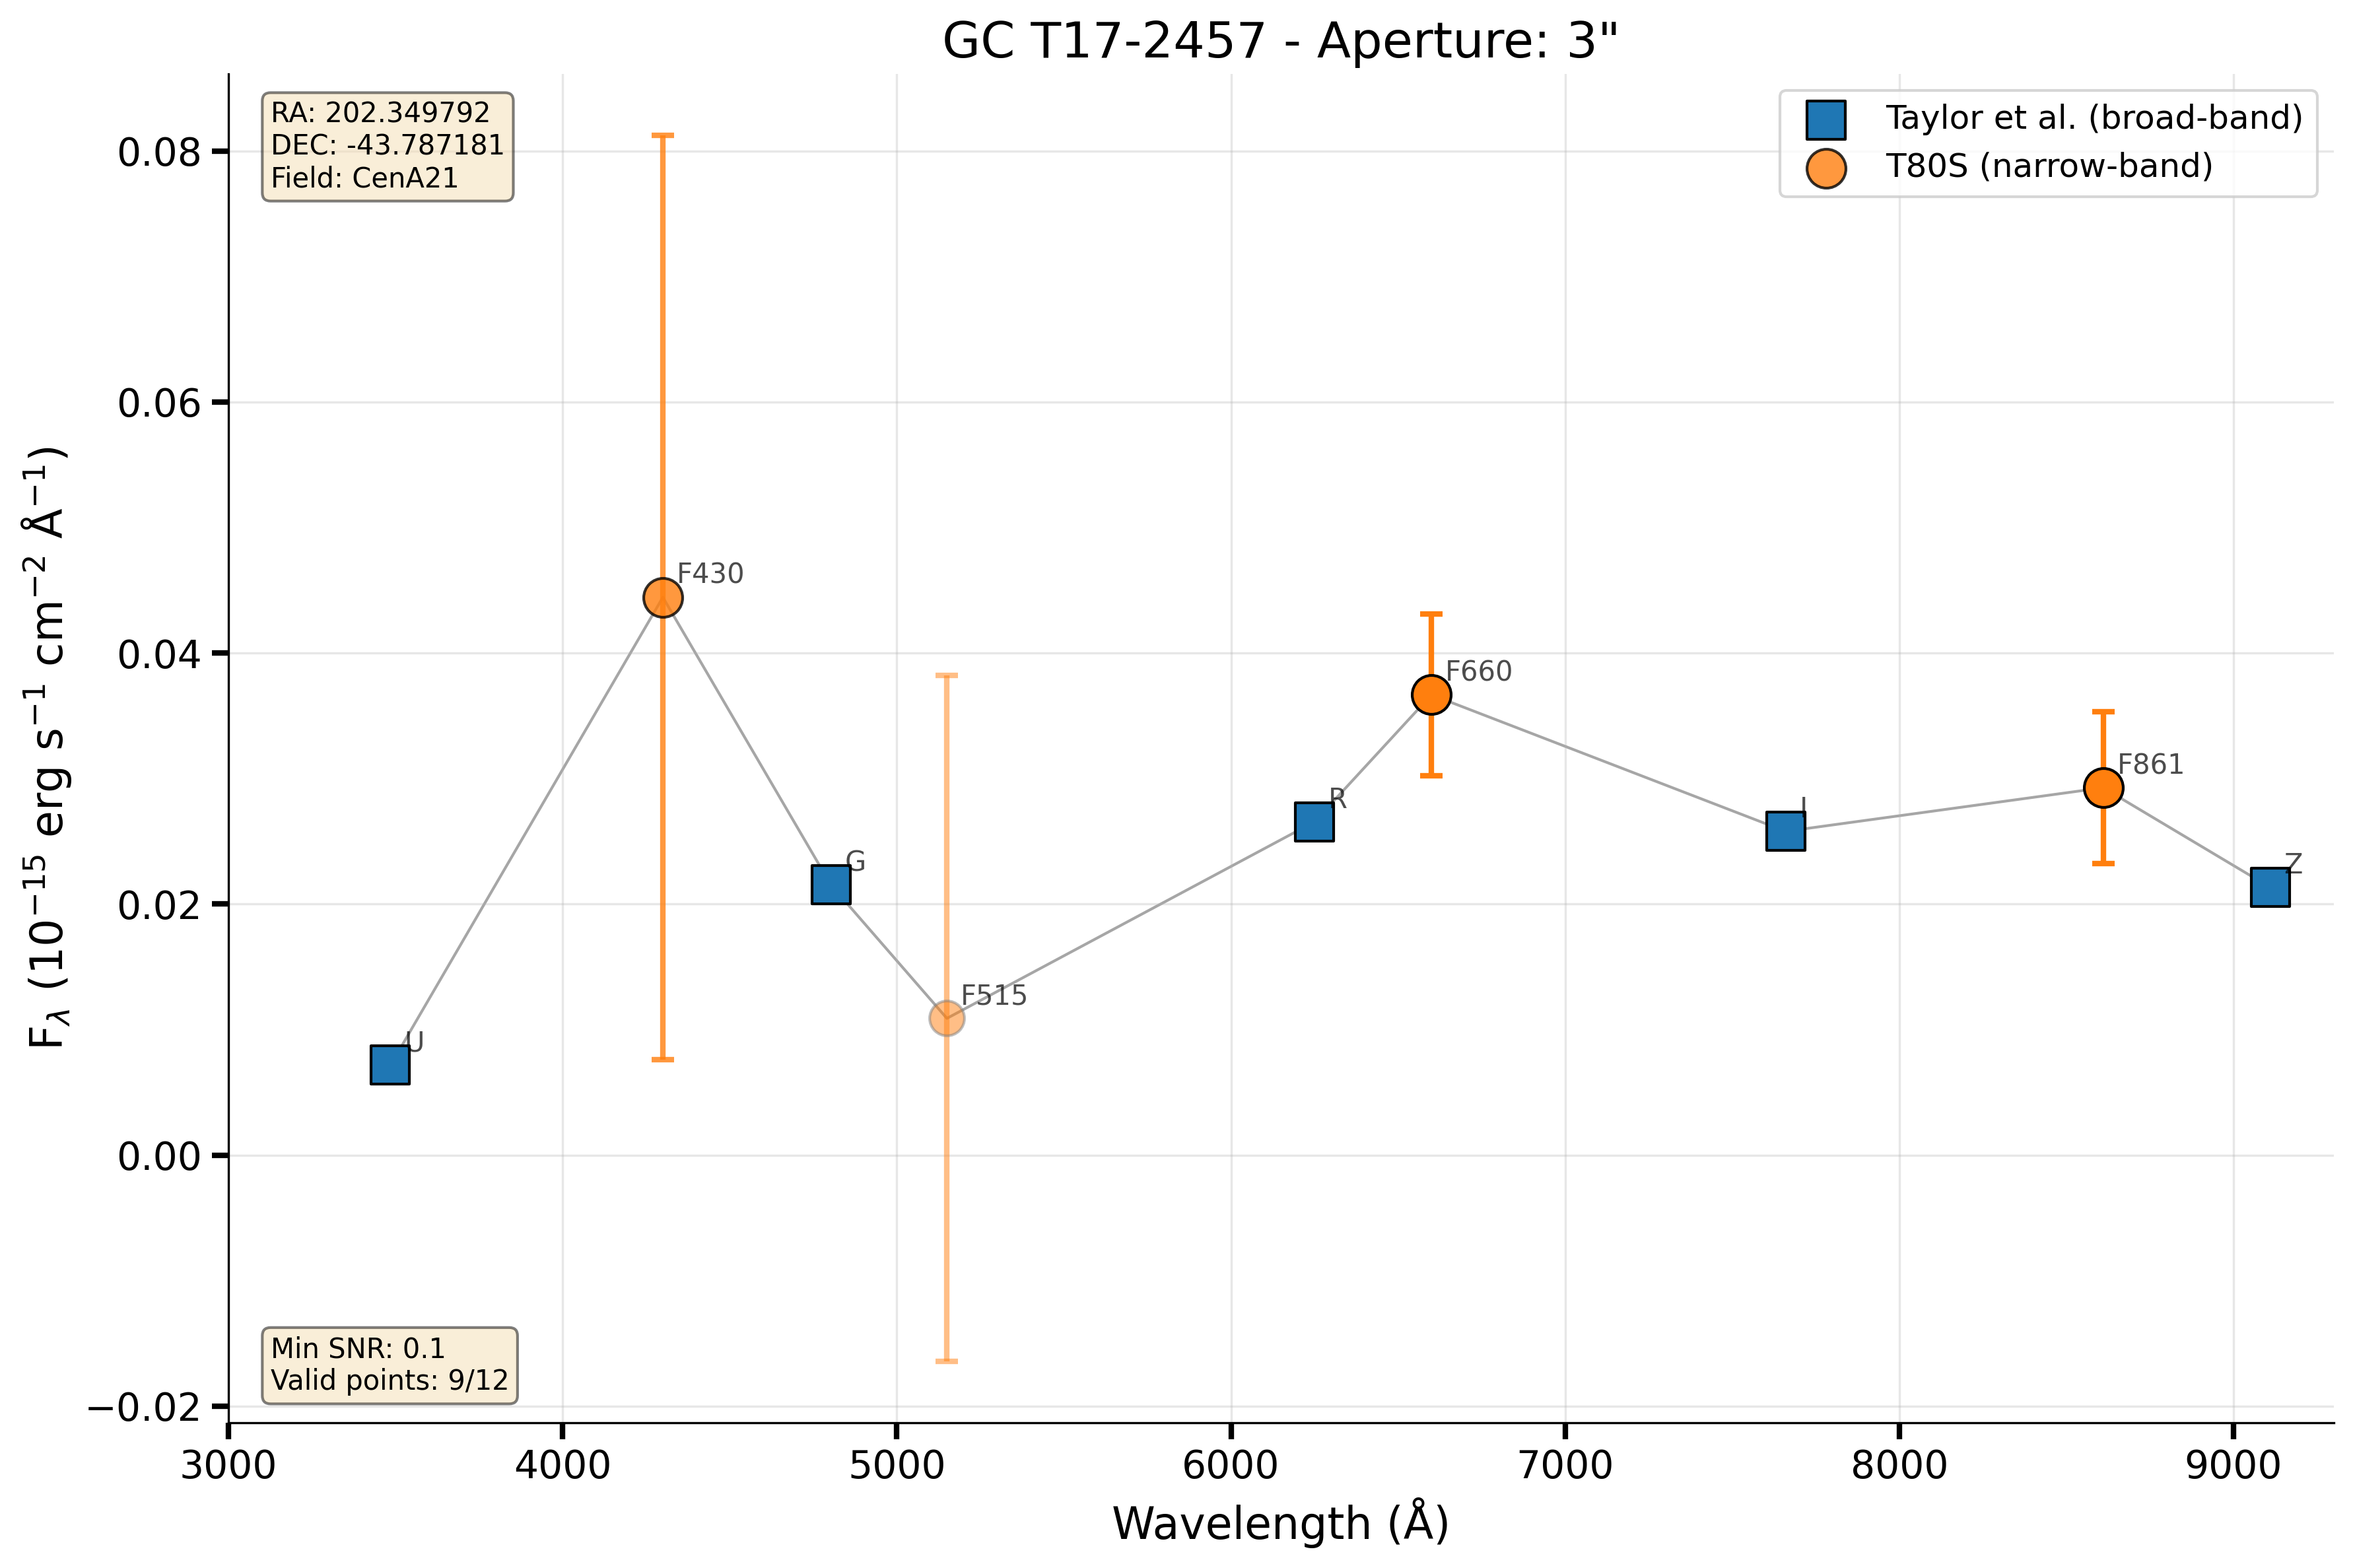 GC T17-2457 - Aperture: 3"
RA: 202.349792
DEC: -43.787181
Field: CenA21
Taylor et al. (broad-band)
T80S (narrow-band)
0.08
0.06
0.04
0.02
0.00
−0.02
F430
F660
F861
R
I
G
Z
F515
U
Min SNR: 0.1
Valid points: 9/12
3000 4000 5000 6000 7000 8000 9000
Wavelength (Å)
F<sub>λ</sub> (10⁻¹⁵ erg s⁻¹ cm⁻² Å⁻¹)